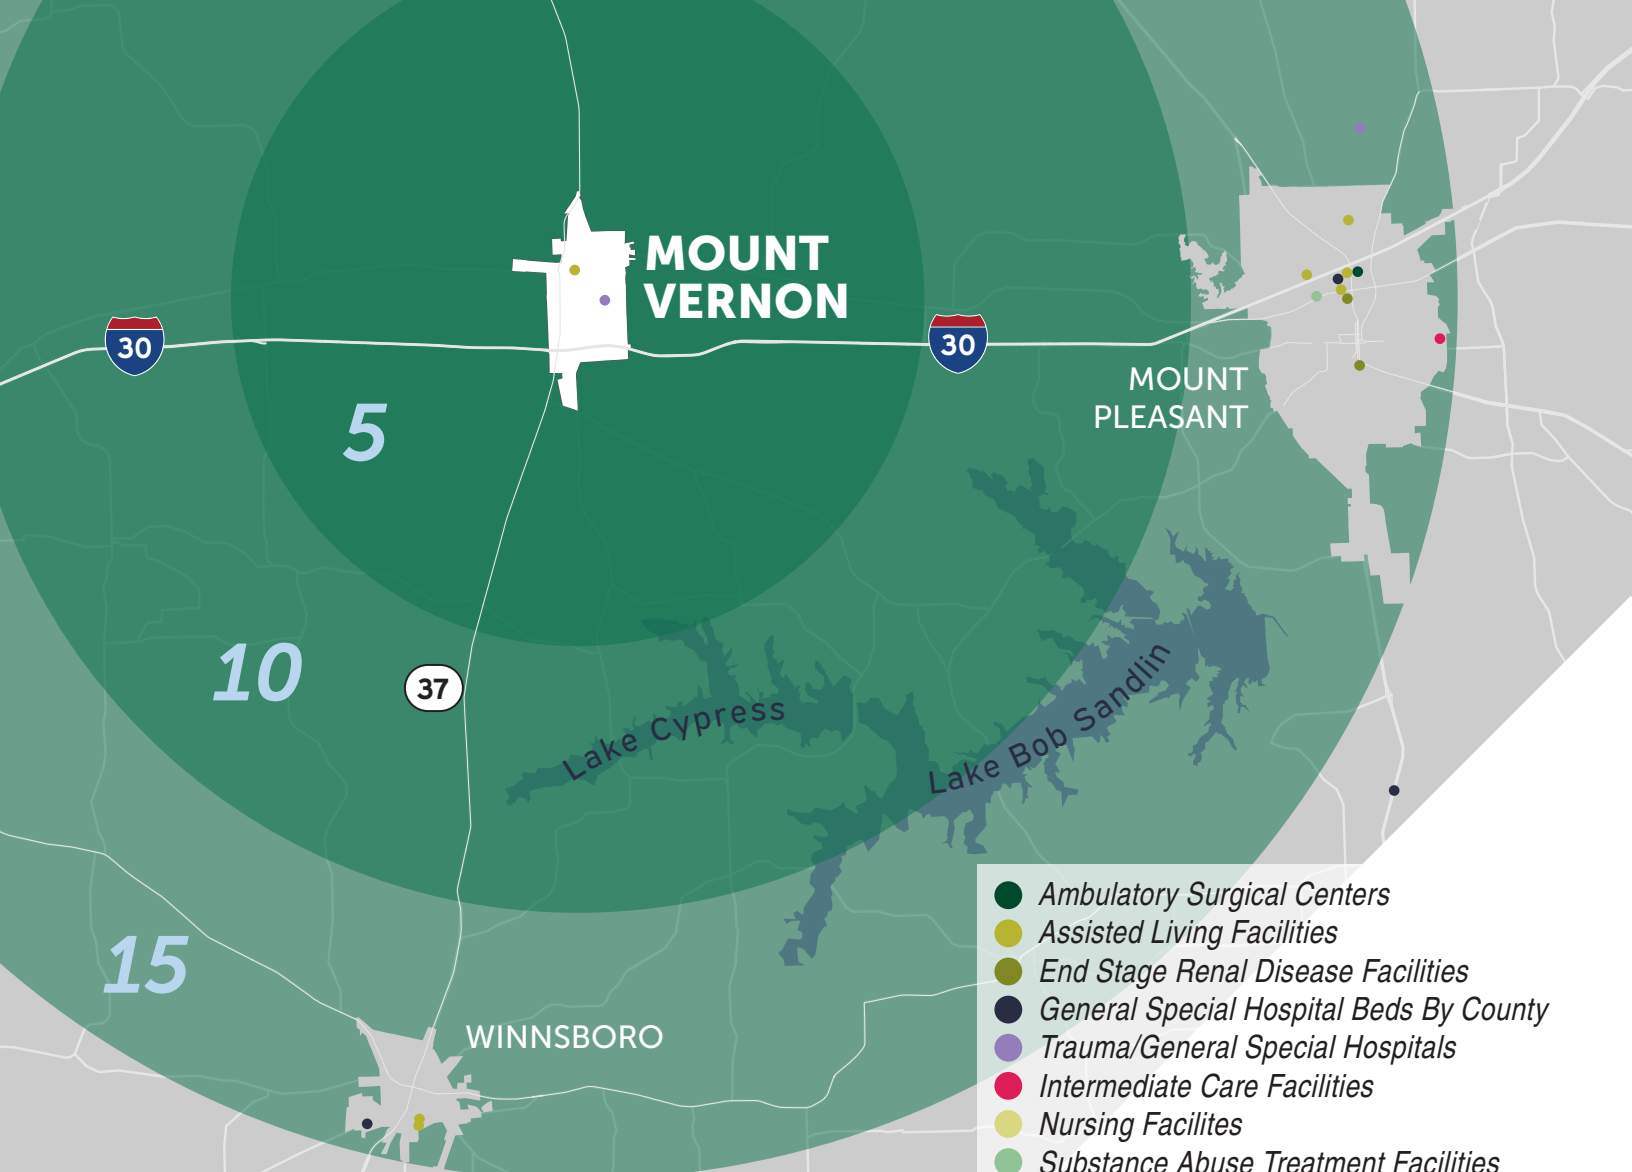 MOUNT
VERNON
30
30
MOUNT
PLEASANT
5
10
37
Lake Cypress
Lake Bob Sandlin
15
WINNSBORO
Ambulatory Surgical Centers
Assisted Living Facilities
End Stage Renal Disease Facilities
General Special Hospital Beds By County
Trauma/General Special Hospitals
Intermediate Care Facilities
Nursing Facilites
Substance Abuse Treatment Facilities